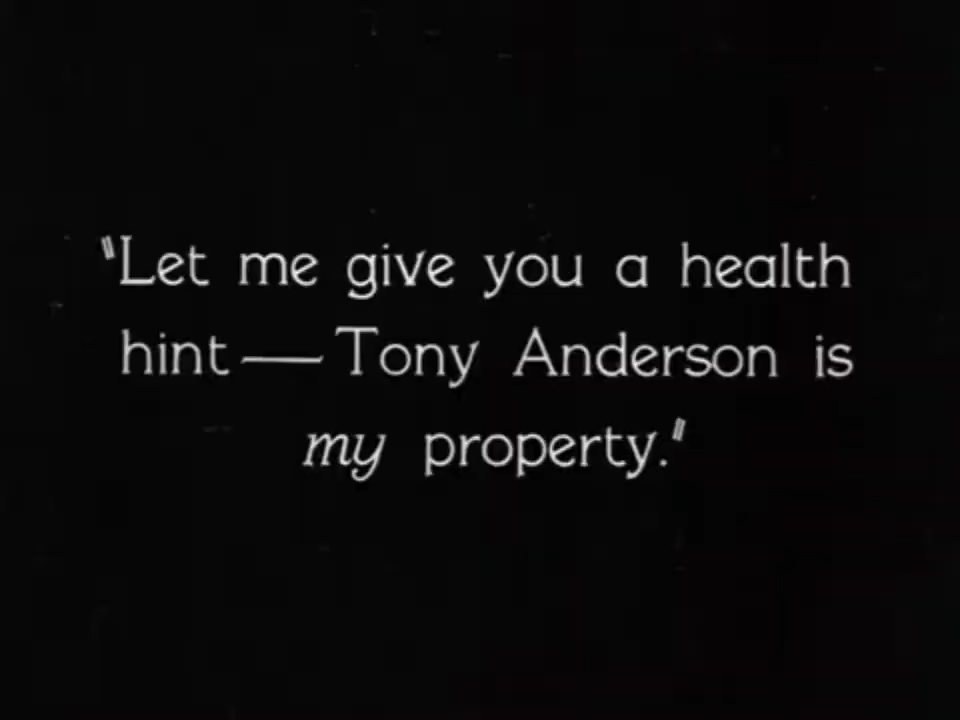 "Let me give you a health
hint — Tony Anderson is
my property."